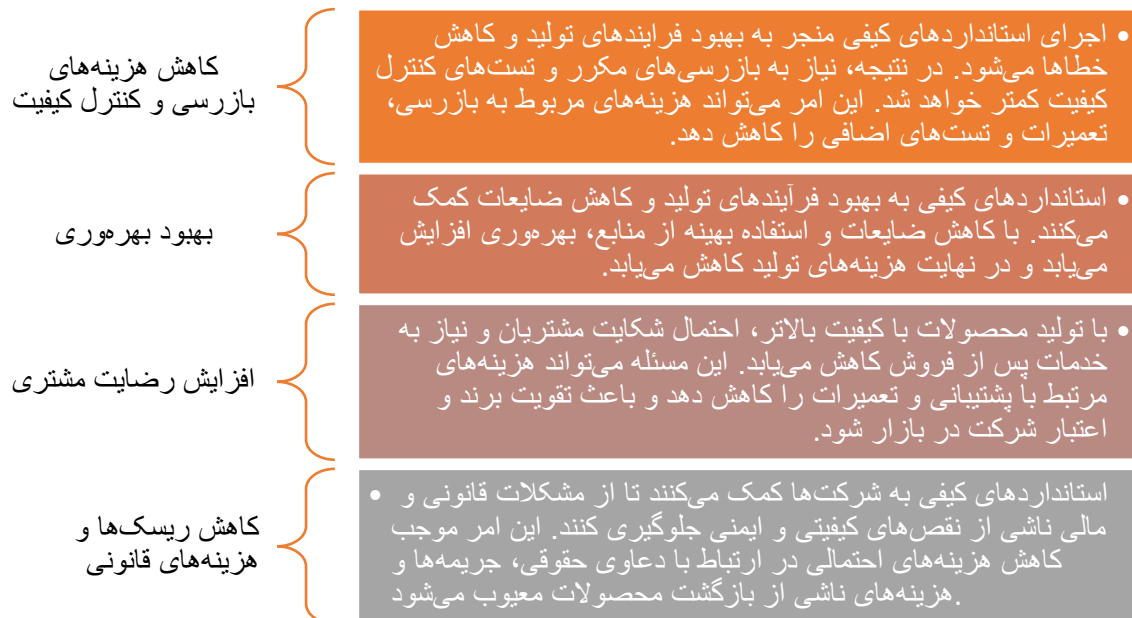 کاهش هزینه‌های
بازرسی و کنترل کیفیت
• اجرای استانداردهای کیفی منجر به بهبود فرایندهای تولید و کاهش
خطاها می‌شود. در نتیجه، نیاز به بازرسی‌های مکرر و تست‌های کنترل
کیفیت کمتر خواهد شد. این امر می‌تواند هزینه‌های مربوط به بازرسی،
تعمیرات و تست‌های اضافی را کاهش دهد.
بهبود بهره‌وری
• استانداردهای کیفی به بهبود فرآیندهای تولید و کاهش ضایعات کمک
می‌کنند. با کاهش ضایعات و استفاده بهینه از منابع، بهره‌وری افزایش
می‌یابد و در نهایت هزینه‌های تولید کاهش می‌یابد.
افزایش رضایت مشتری
• با تولید محصولات با کیفیت بالاتر، احتمال شکایت مشتریان و نیاز به
خدمات پس از فروش کاهش می‌یابد. این مسئله می‌تواند هزینه‌های
مرتبط با پشتیبانی و تعمیرات را کاهش دهد و باعث تقویت برند و
اعتبار شرکت در بازار شود.
کاهش ریسک‌ها و
هزینه‌های قانونی
• استانداردهای کیفی به شرکت‌ها کمک می‌کنند تا از مشکلات قانونی و
مالی ناشی از نقص‌های کیفیتی و ایمنی جلوگیری کنند. این امر موجب
کاهش هزینه‌های احتمالی در ارتباط با دعاوی حقوقی، جریمه‌ها و
هزینه‌های ناشی از بازگشت محصولات معیوب می‌شود.